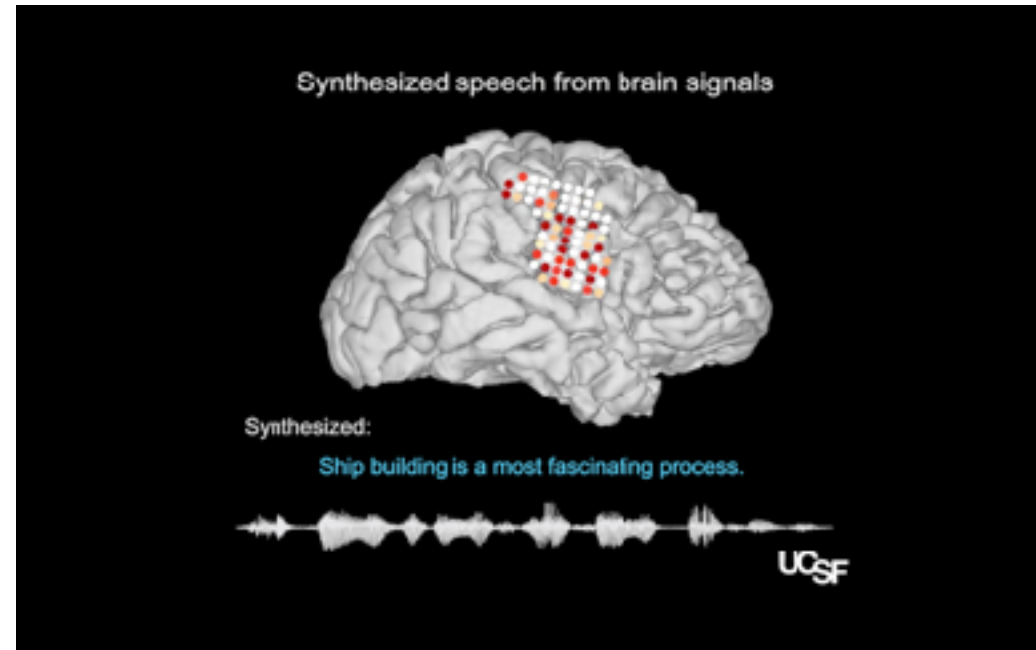 Synthesized speech from brain signals
Synthesized:
Ship building is a most fascinating process.
UCSF